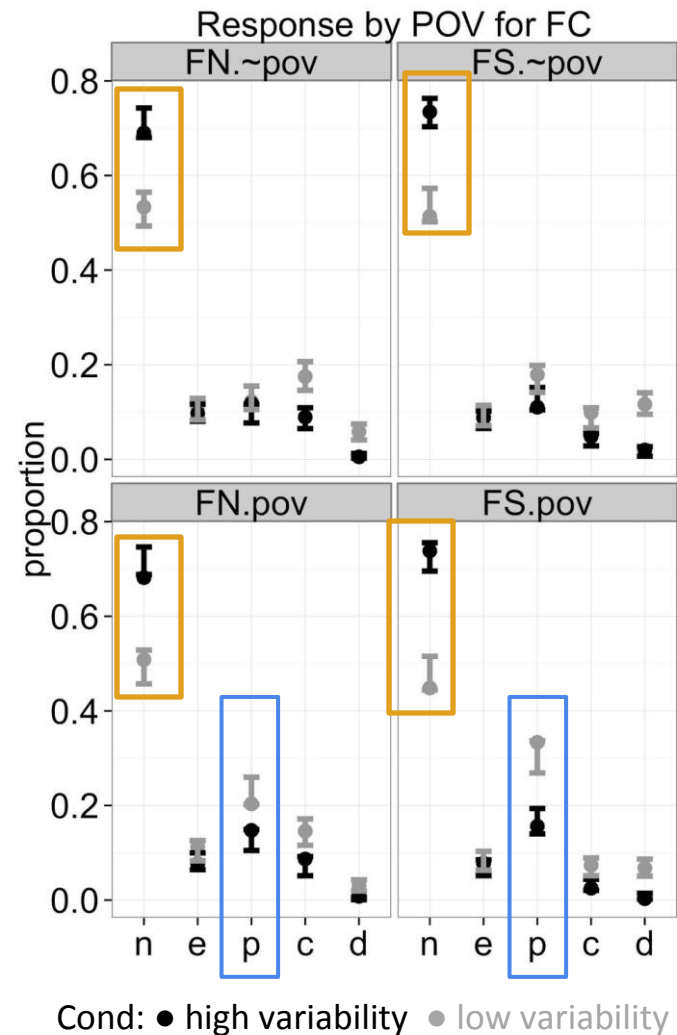 Response by POV for FC
FN.~pov FS.~pov
0.8
0.6
0.4
0.2
0.0
proportion
FN.pov FS.pov
0.8
0.6
0.4
0.2
0.0
n e p c d n e p c d
Cond: ● high variability ● low variability